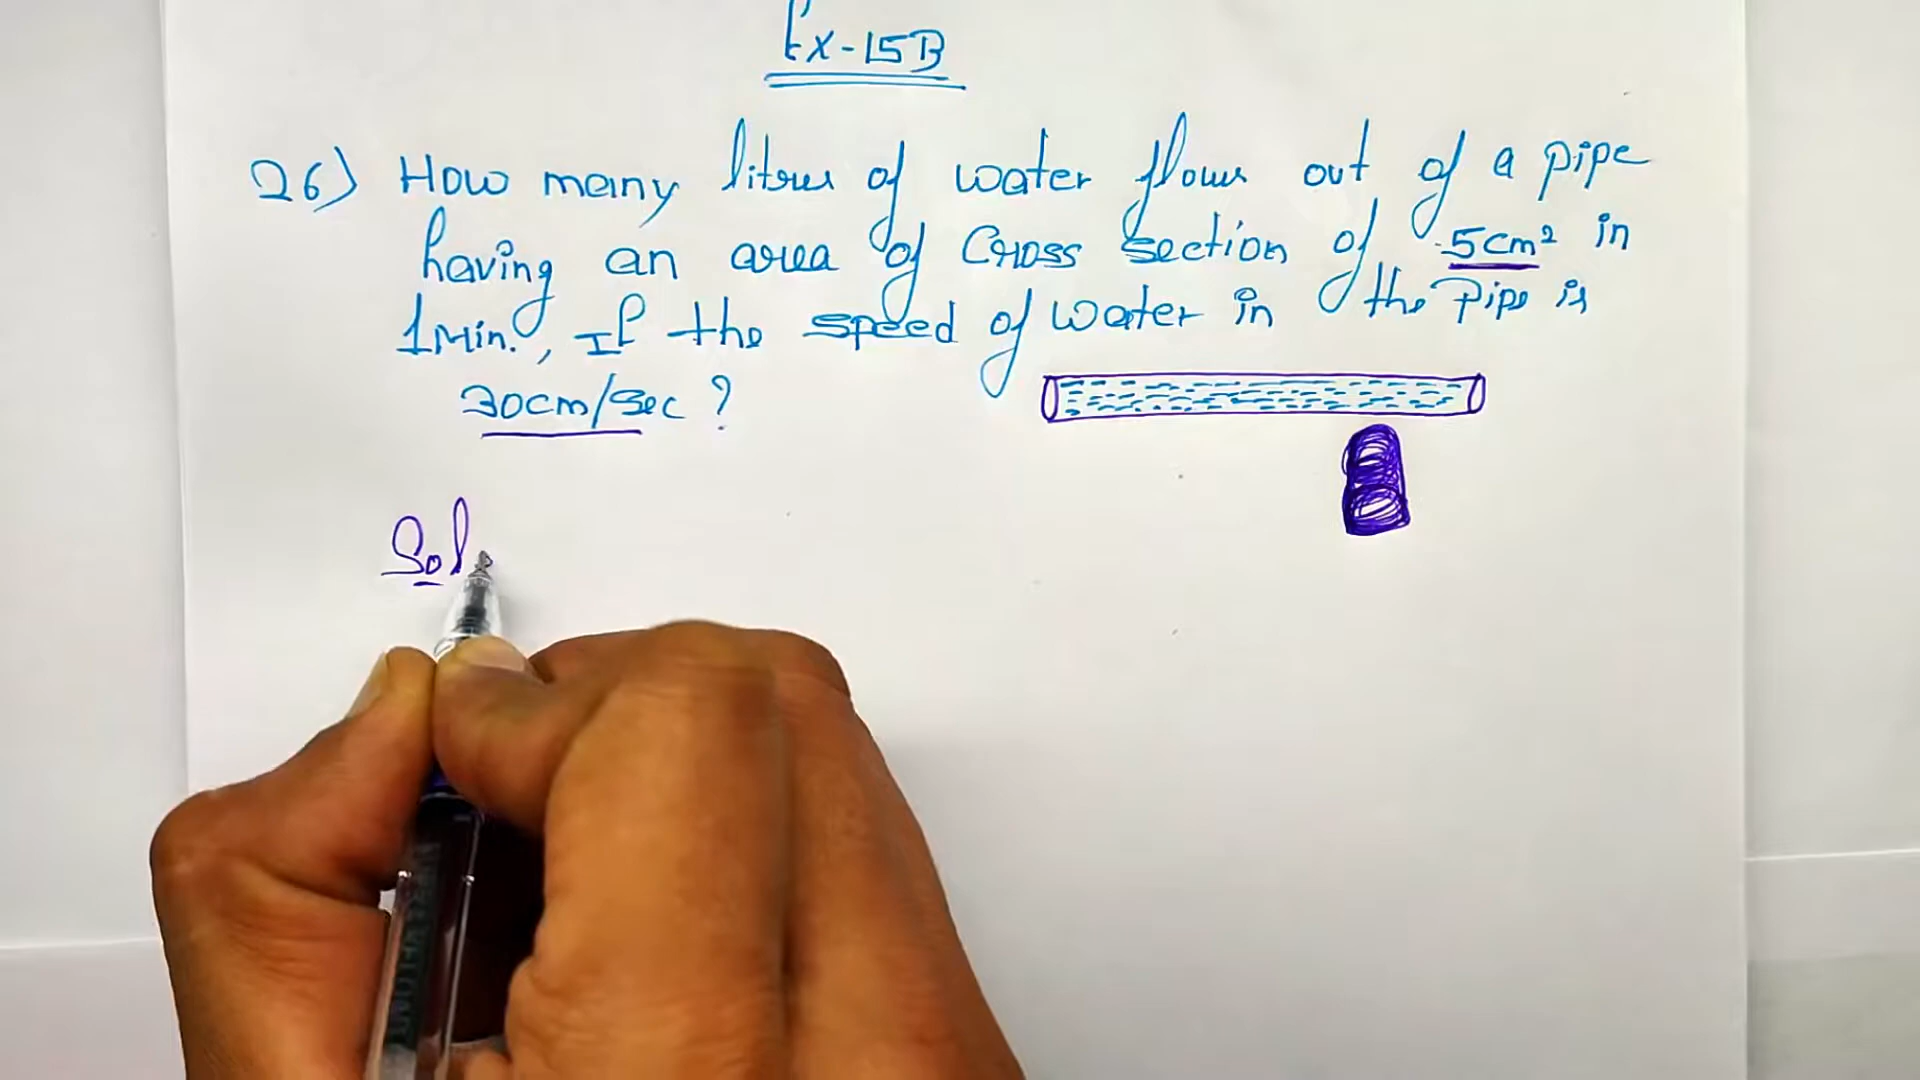 Ex-15B
26) How many litres of water flows out of a pipe
having an area of Cross section of 5cm² in
1Min., If the speed of water in the pipe is
30cm/sec ?
Sol